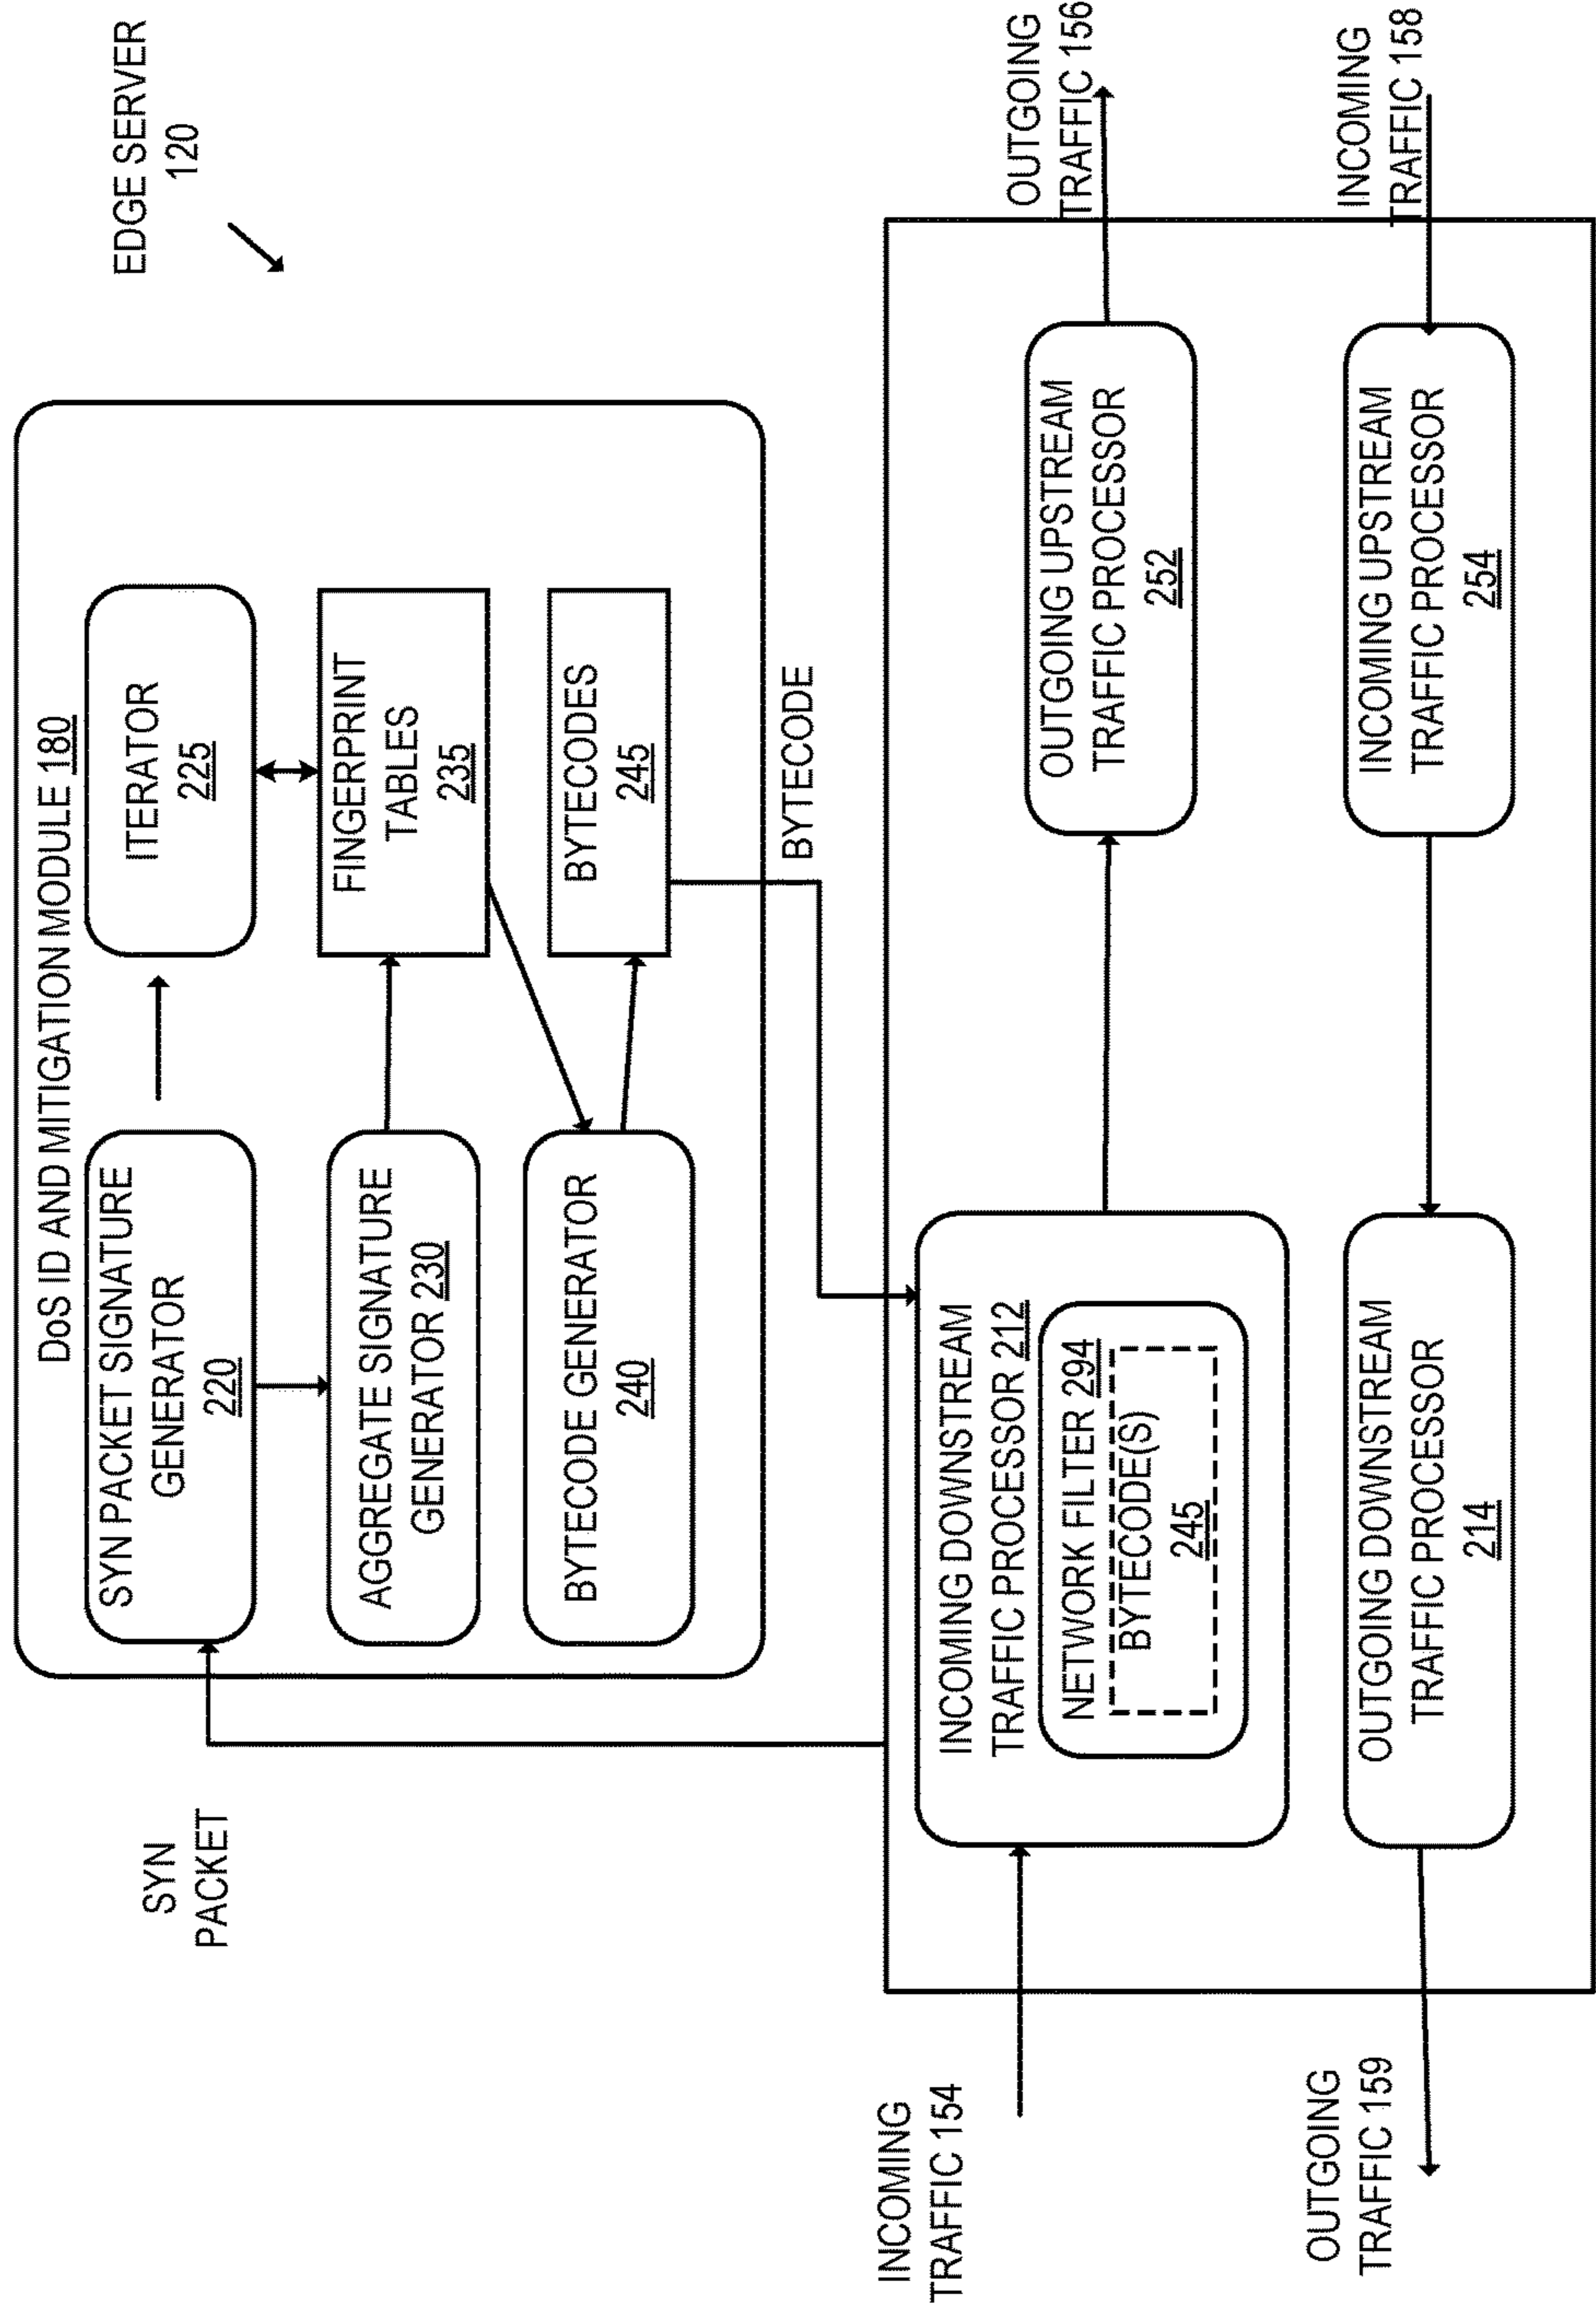 EDGE SERVER
120
DoS ID AND MITIGATION MODULE 180
SYN PACKET SIGNATURE
GENERATOR
220
ITERATOR
225
AGGREGATE SIGNATURE
GENERATOR 230
FINGERPRINT
TABLES
235
BYTECODE GENERATOR
240
BYTECODES
245
SYN
PACKET
BYTECODE
INCOMING
TRAFFIC 154
INCOMING DOWNSTREAM
TRAFFIC PROCESSOR 212
NETWORK FILTER 294
BYTECODE(S)
245
OUTGOING UPSTREAM
TRAFFIC PROCESSOR
252
OUTGOING
TRAFFIC 156
OUTGOING
TRAFFIC 159
OUTGOING DOWNSTREAM
TRAFFIC PROCESSOR
214
INCOMING UPSTREAM
TRAFFIC PROCESSOR
254
INCOMING
TRAFFIC 158